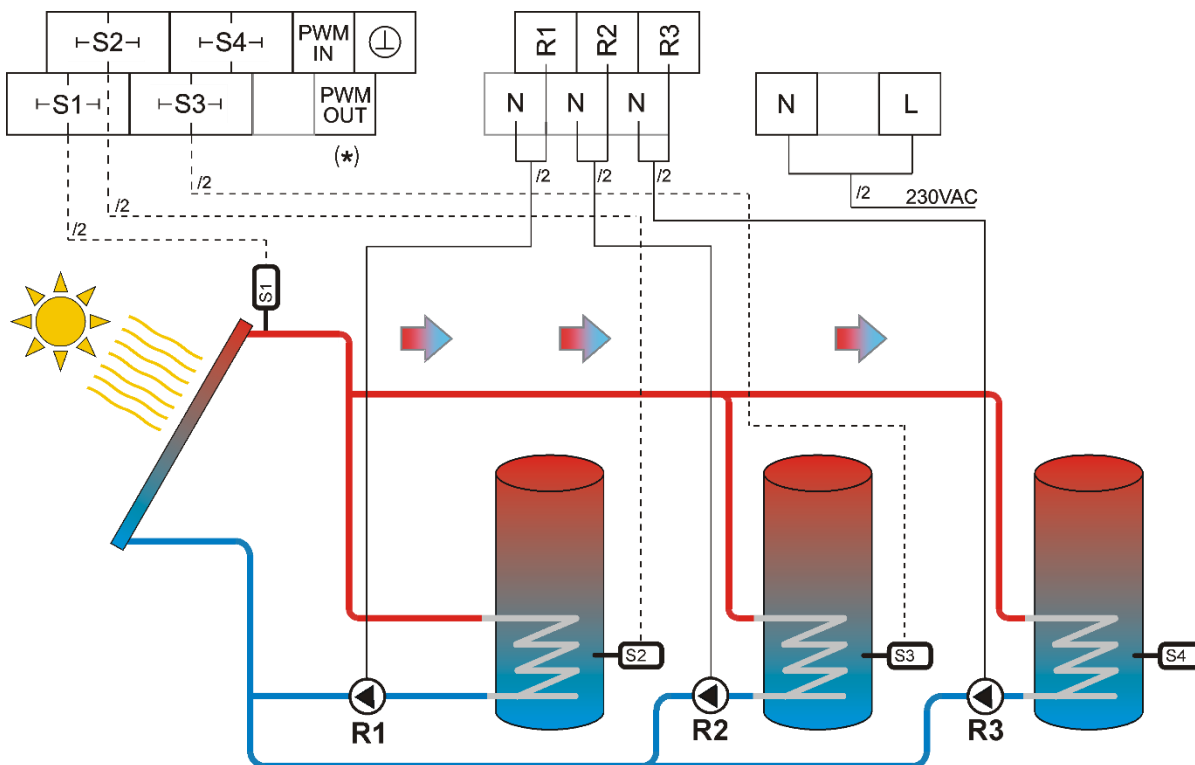 ⊢S2⊣ ⊢S4⊣ PWM IN
⊢S1⊣ ⊢S3⊣ PWM OUT
(*)
R1 R2 R3
N N N
N L
/2 /2 /2 /2 230VAC
/2 /2
/2
S1
S2 S3 S4
R1 R2 R3